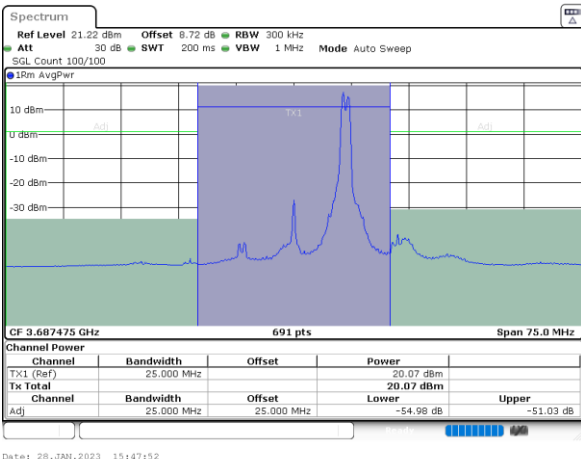 Spectrum
Ref Level 21.22 dBm Offset 8.72 dB RBW 300 kHz
Att 30 dB SWT 200 ms VBW 1 MHz Mode Auto Sweep
SGL Count 100/100
1Rm AvgPwr
10 dBm
TX1
Adj Adj
0 dBm
-10 dBm
-20 dBm
-30 dBm
CF 3.687475 GHz 691 pts Span 75.0 MHz
Channel Power
Channel Bandwidth Offset Power
TX1 (Ref) 25.000 MHz 20.07 dBm
Tx Total 20.07 dBm
Channel Bandwidth Offset Lower Upper
Adj 25.000 MHz 25.000 MHz -54.98 dB -51.03 dB
Date: 28.JAN.2023 15:47:52